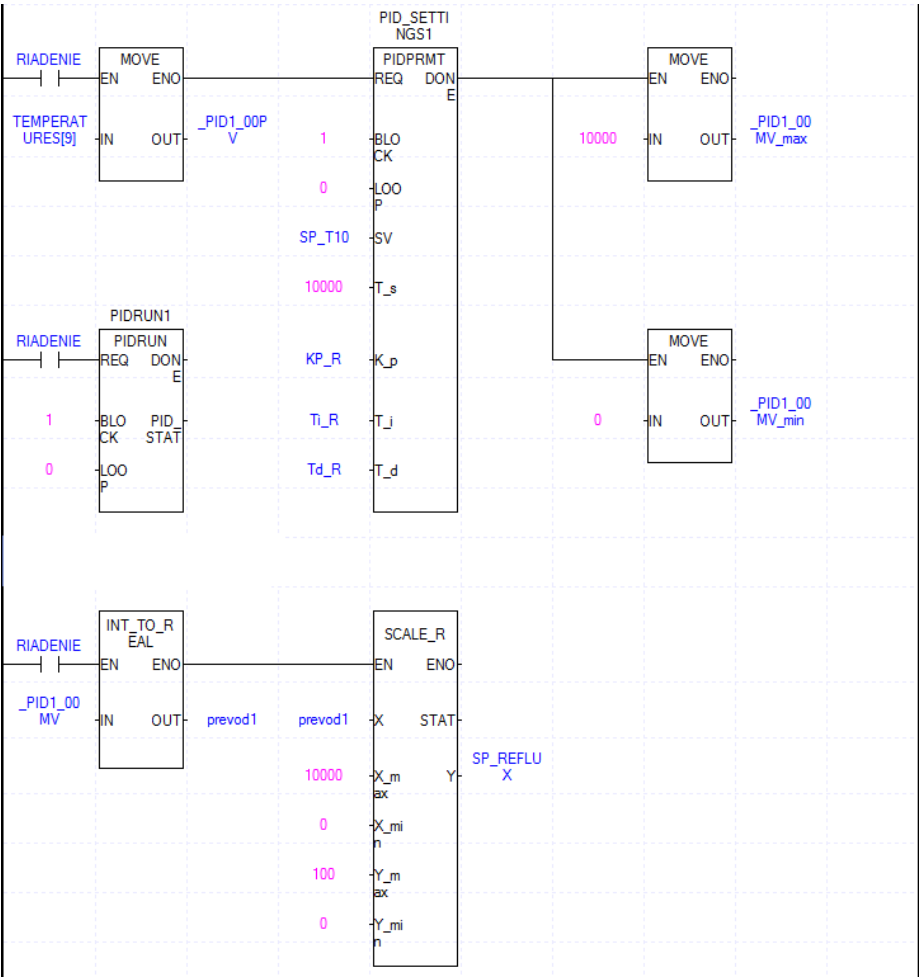 PID_SETTI
NGS1
RIADENIE
MOVE
EN ENO
PIDPRMT
REQ DON
E
MOVE
EN ENO
TEMPERAT
URES[9]
IN OUT
_PID1_00P
V
1
BLO
CK
10000
IN OUT
_PID1_00
MV_max
0
LOO
P
SP_T10
SV
10000
T_s
PIDRUN1
RIADENIE
PIDRUN
REQ DON
E
KP_R
K_p
MOVE
EN ENO
1
BLO
CK
PID_
STAT
Ti_R
T_i
0
IN OUT
_PID1_00
MV_min
0
LOO
P
Td_R
T_d
RIADENIE
INT_TO_R
EAL
EN ENO
SCALE_R
EN ENO
_PID1_00
MV
IN OUT
prevod1
prevod1
X STAT
10000
X_m
ax
Y
SP_REFLU
X
0
X_mi
n
100
Y_m
ax
0
Y_mi
n